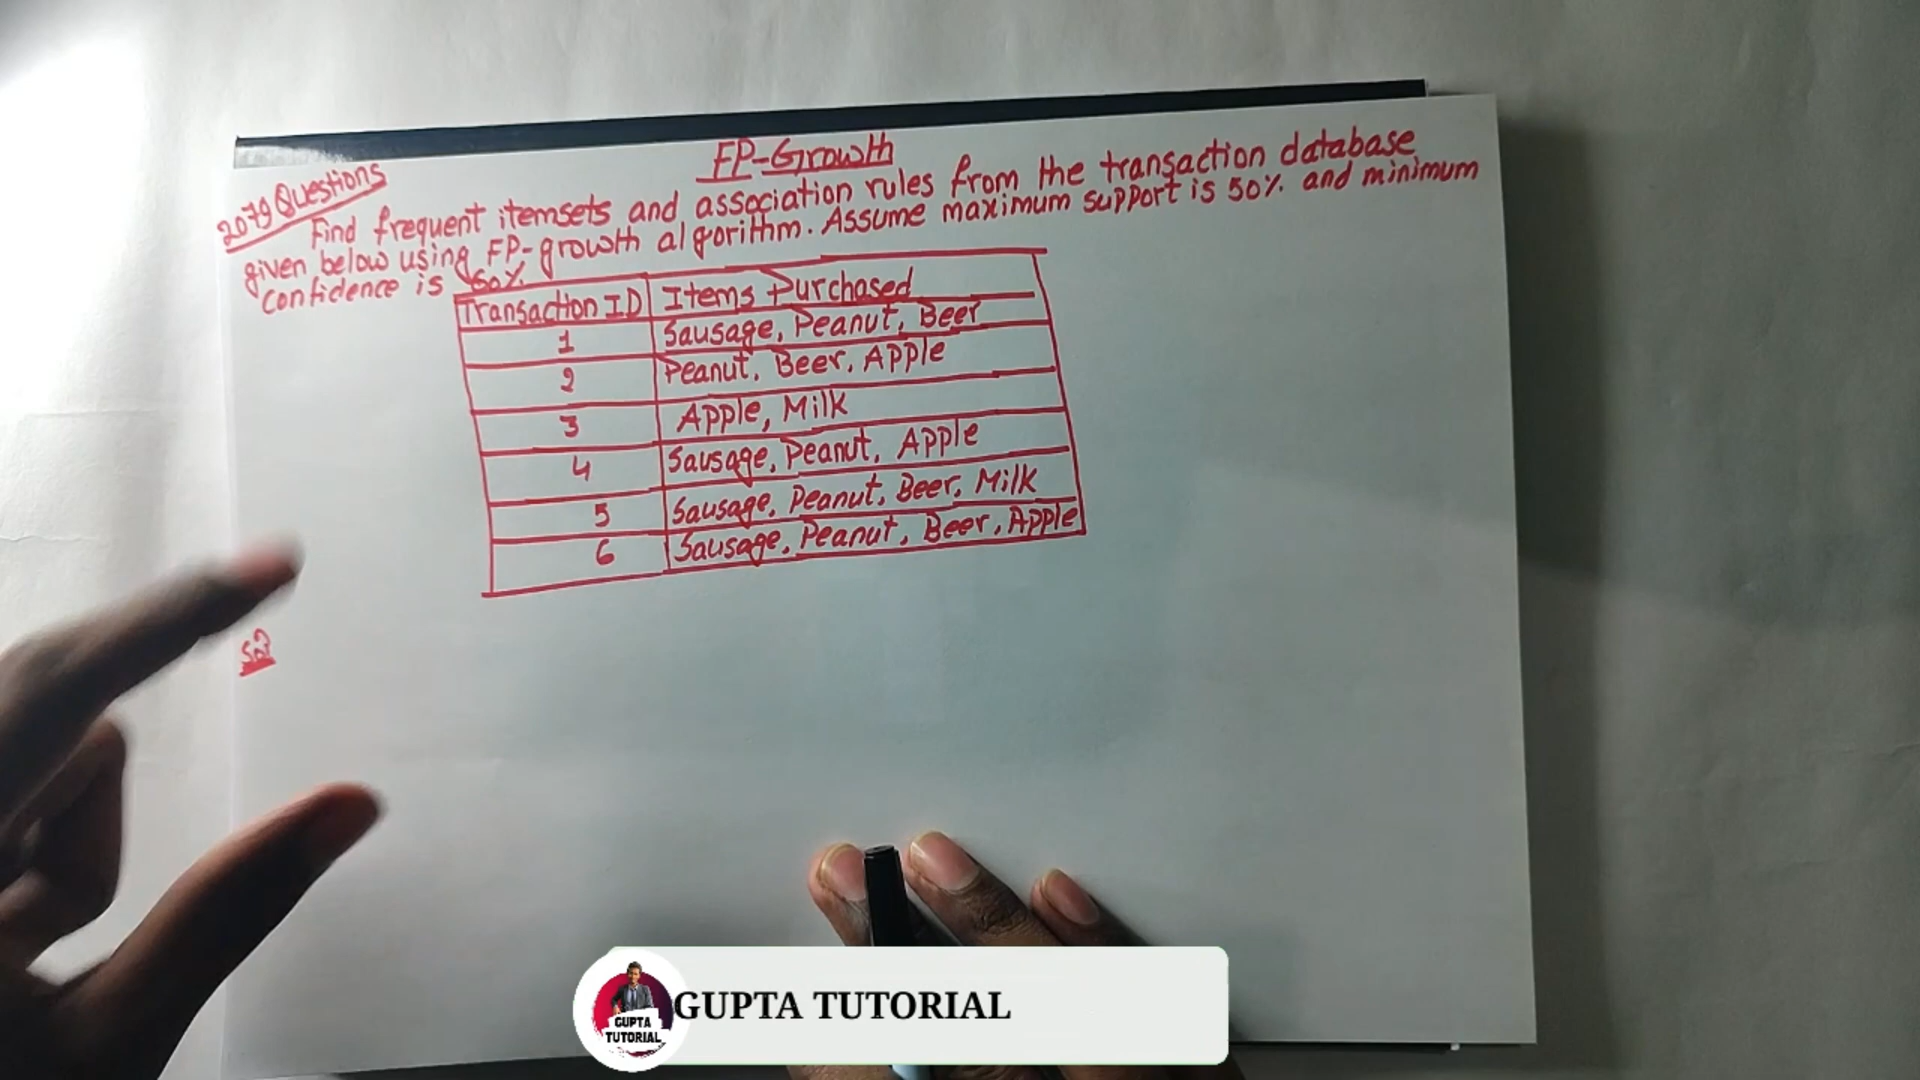 FP-Growth
2079 Questions
Find frequent itemsets and association rules from the transaction database
given below using FP-growth algorithm. Assume maximum support is 50% and minimum
Confidence is 60%.
Transaction ID Items Purchased
1 Sausage, Peanut, Beer
2 Peanut, Beer, Apple
3 Apple, Milk
4 Sausage, Peanut, Apple
5 Sausage, Peanut, Beer, Milk
6 Sausage, Peanut, Beer, Apple
GUPTA TUTORIAL
GUPTA
TUTORIAL